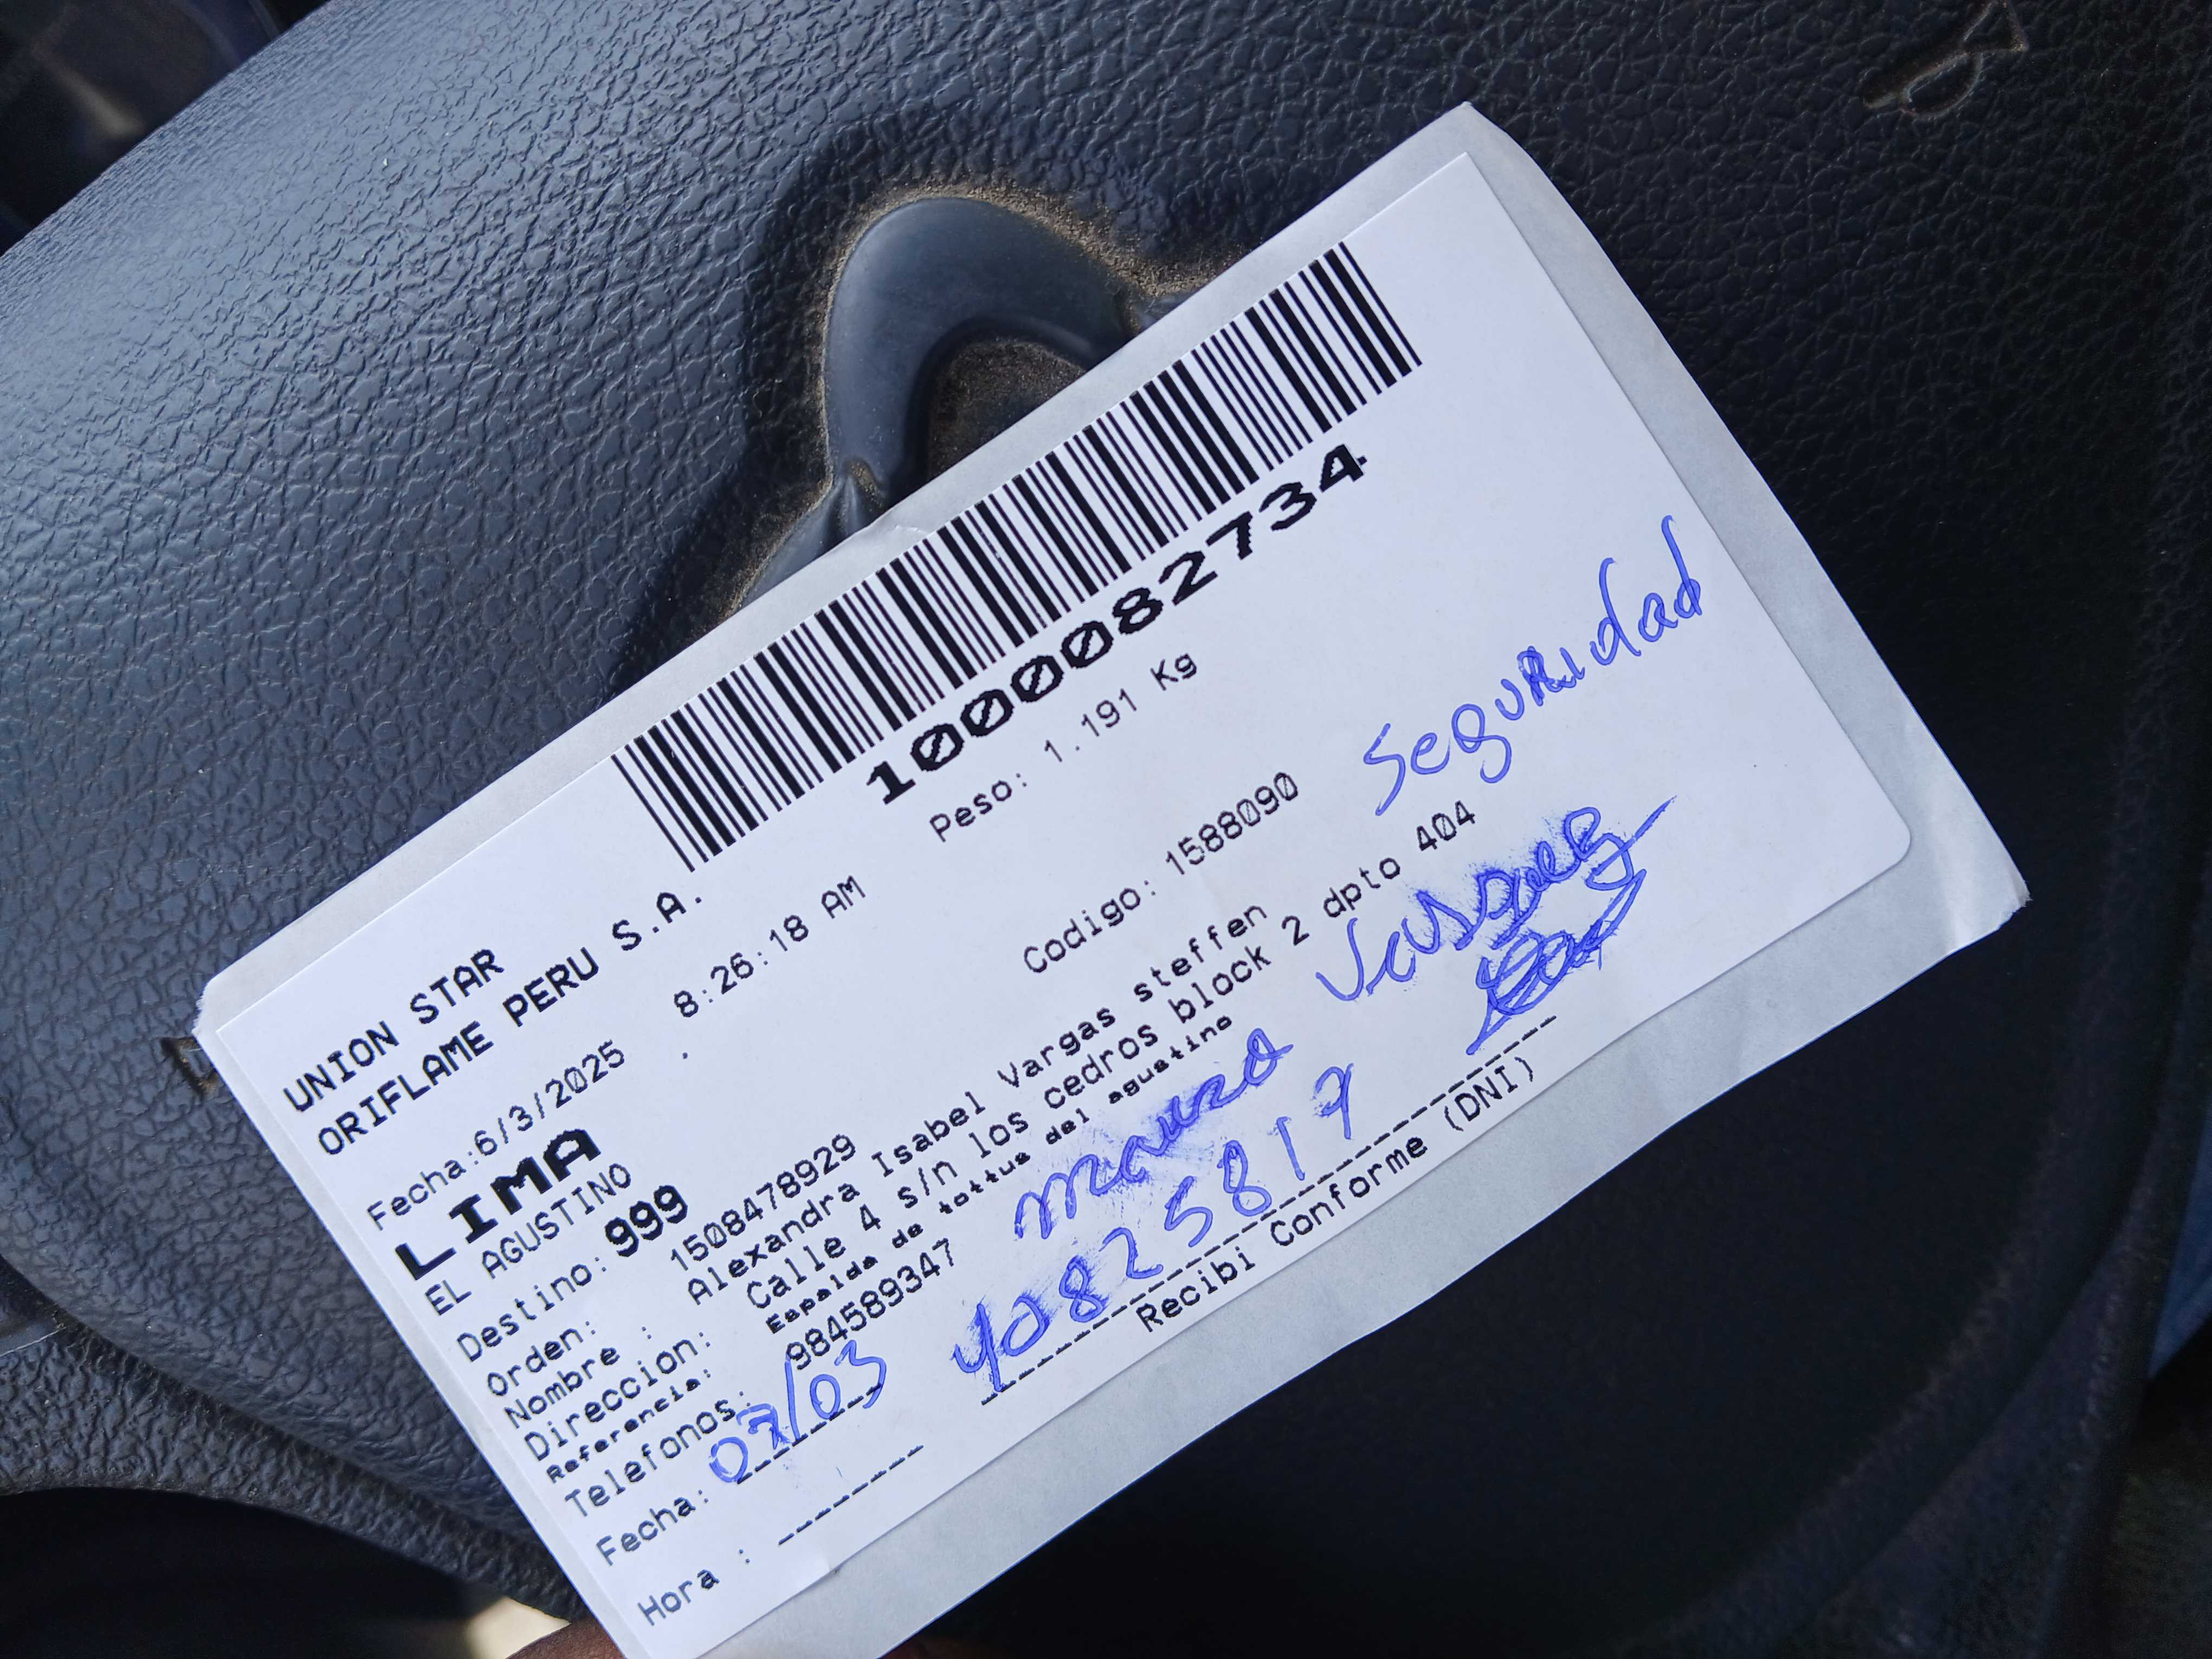 1000082734
UNION STAR
ORIFLAME PERU S.A.
Peso: 1.191 Kg
Fecha:6/3/2025 8:26:18 AM
LIMA
EL AGUSTINO
Codigo: 1588090
Seguridad
Destino: 999
Orden: 1508478929
Nombre : Alexandra Isabel Vargas steffen
Direccion: Calle 4 s/n los cedros block 2 dpto 404
Referencia: Espalda de tottus del agustino
Telefonos. 984589347
40825817
Fecha: 07/03
Recibi Conforme (DNI)
Hora :